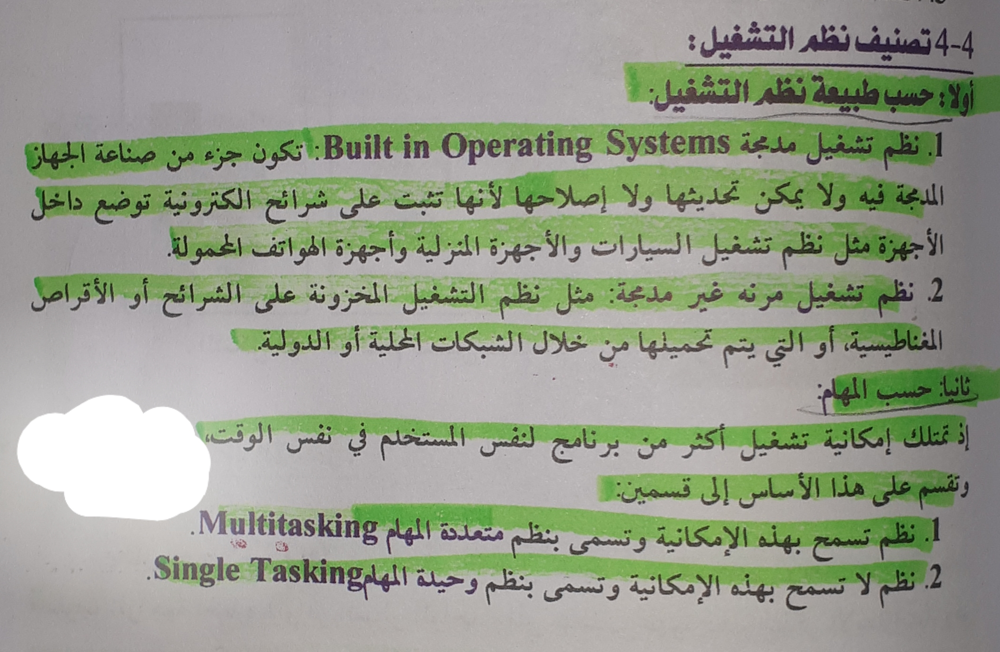 4-4 تصنيف نظم التشغيل:
أولا: حسب طبيعة نظم التشغيل:
1. نظم تشغيل مدمجة Built in Operating Systems: تكون جزء من صناعة الجهاز
المدمجة فيه ولا يمكن تحديثها ولا إصلاحها لأنها تثبت على شرائح الكترونية توضع داخل
الأجهزة مثل نظم تشغيل السيارات والأجهزة المنزلية وأجهزة الهواتف المحمولة.
2. نظم تشغيل مرنه غير مدمجة: مثل نظم التشغيل المخزونة على الشرائح أو الأقراص
المغناطيسية، أو التي يتم تحميلها من خلال الشبكات المحلية أو الدولية.
ثانيا: حسب المهام:
إذ تمتلك إمكانية تشغيل أكثر من برنامج لنفس المستخدم في نفس الوقت،
وتقسم على هذا الأساس إلى قسمين:
1. نظم تسمح بهذه الإمكانية وتسمى بنظم متعددة المهام Multitasking.
2. نظم لا تسمح بهذه الإمكانية وتسمى بنظم وحيدة المهام Single Tasking.